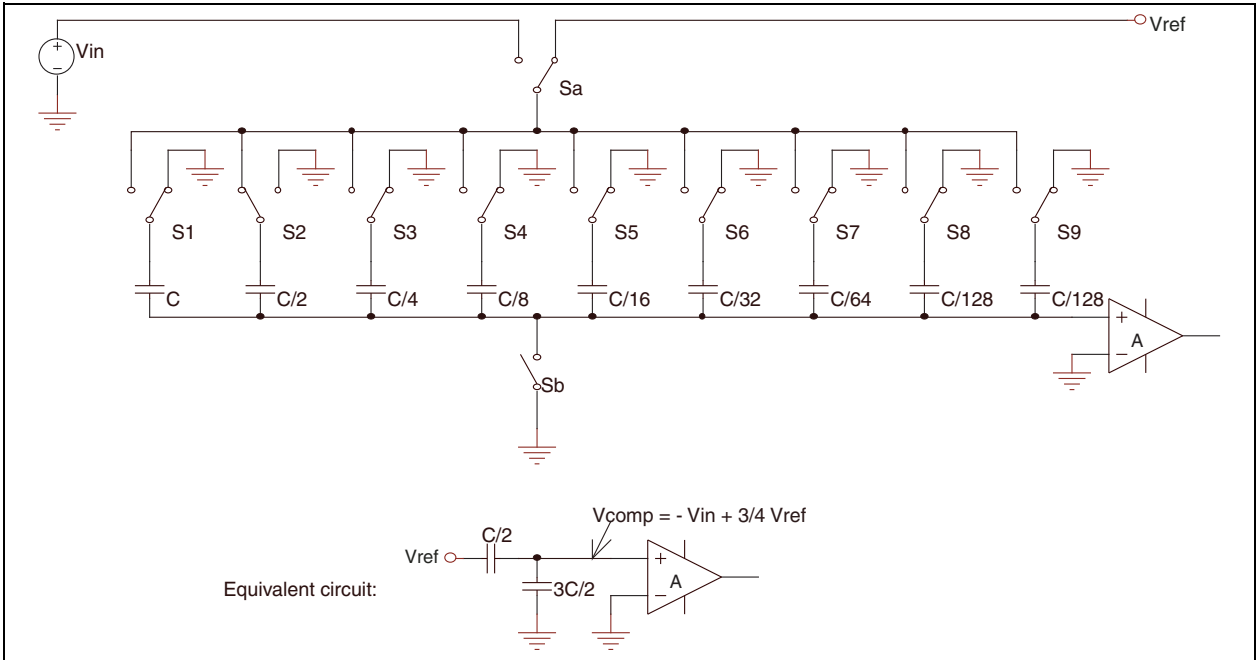 Vin
+
−
Vref
Sa
S1 S2 S3 S4 S5 S6 S7 S8 S9
C C/2 C/4 C/8 C/16 C/32 C/64 C/128 C/128
+
A
−
Sb
Vcomp = - Vin + 3/4 Vref
C/2
Vref
+
A
−
3C/2
Equivalent circuit: